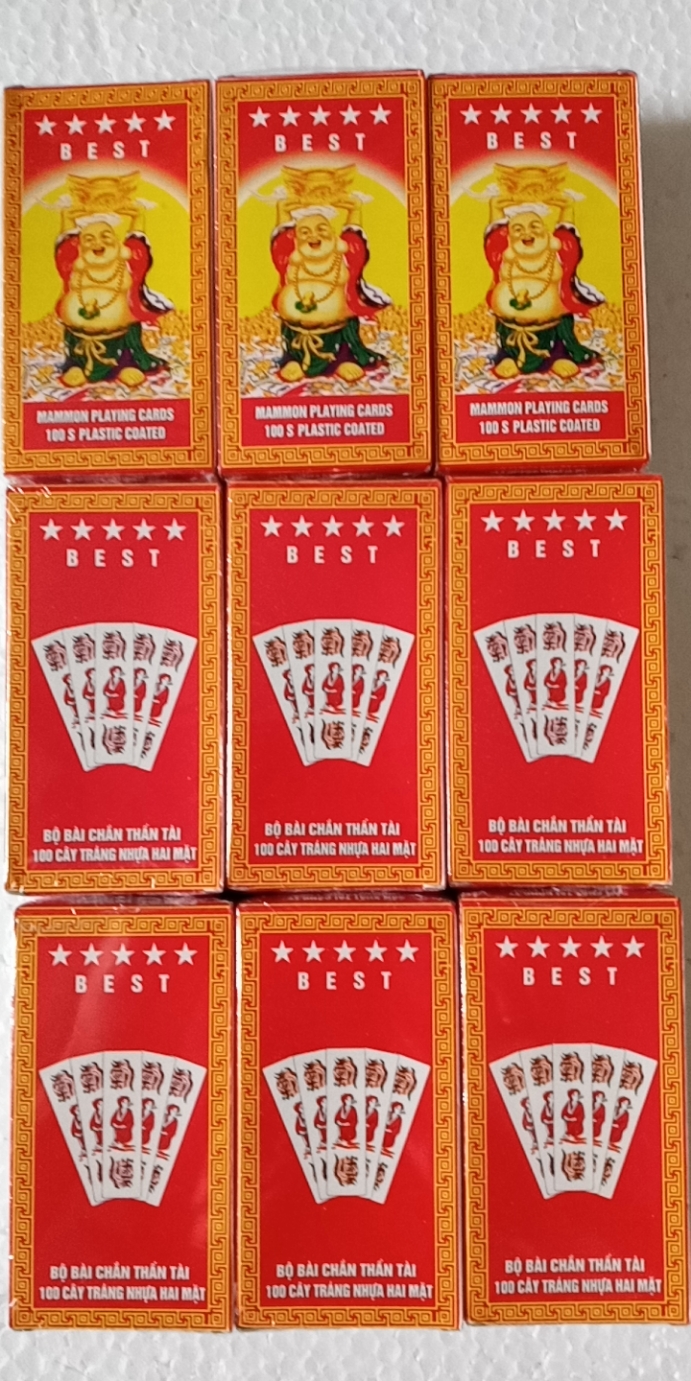 BEST
MAMMON PLAYING CARDS
100 S PLASTIC COATED
BEST
MAMMON PLAYING CARDS
100 S PLASTIC COATED
BEST
MAMMON PLAYING CARDS
100 S PLASTIC COATED
BEST
BỘ BÀI CHẮN THẦN TÀI
100 CÂY TRÁNG NHỰA HAI MẶT
BEST
BỘ BÀI CHẮN THẦN TÀI
100 CÂY TRÁNG NHỰA HAI MẶT
BEST
BỘ BÀI CHẮN THẦN TÀI
100 CÂY TRÁNG NHỰA HAI MẶT
BEST
BỘ BÀI CHẮN THẦN TÀI
100 CÂY TRÁNG NHỰA HAI MẶT
BEST
BỘ BÀI CHẮN THẦN TÀI
100 CÂY TRÁNG NHỰA HAI MẶT
BEST
BỘ BÀI CHẮN THẦN TÀI
100 CÂY TRÁNG NHỰA HAI MẶT